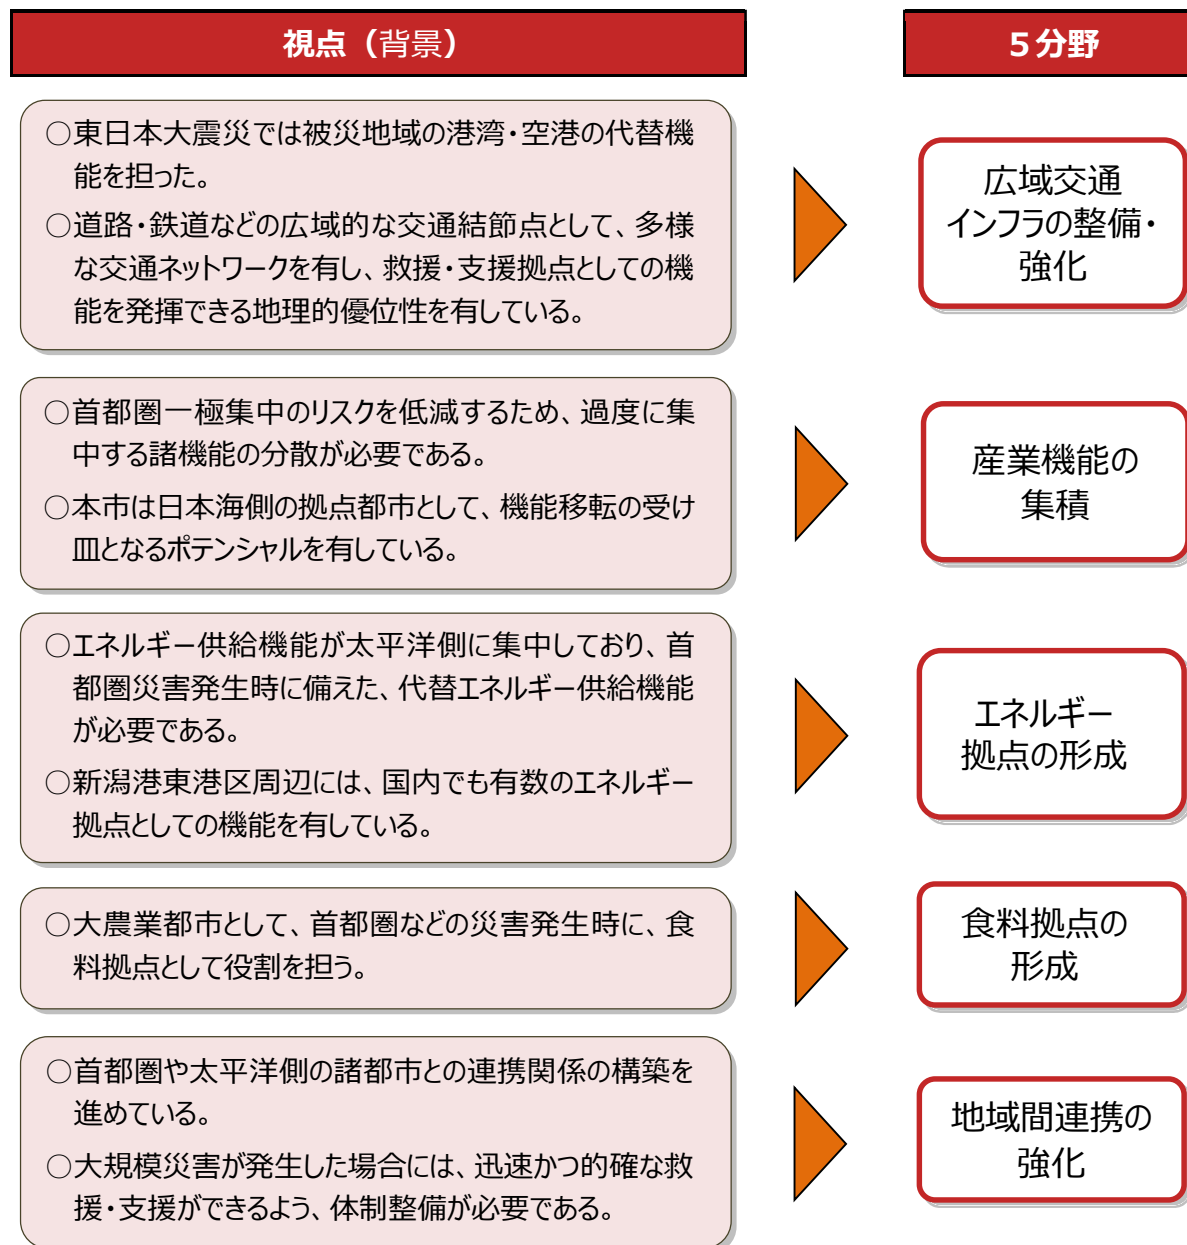 視点（背景）
５分野
○東日本大震災では被災地域の港湾・空港の代替機
能を担った。
○道路・鉄道などの広域的な交通結節点として、多様
な交通ネットワークを有し、救援・支援拠点としての機
能を発揮できる地理的優位性を有している。
広域交通
インフラの整備・
強化
○首都圏一極集中のリスクを低減するため、過度に集
中する諸機能の分散が必要である。
○本市は日本海側の拠点都市として、機能移転の受け
皿となるポテンシャルを有している。
産業機能の
集積
○エネルギー供給機能が太平洋側に集中しており、首
都圏災害発生時に備えた、代替エネルギー供給機能
が必要である。
○新潟港東港区周辺には、国内でも有数のエネルギー
拠点としての機能を有している。
エネルギー
拠点の形成
○大農業都市として、首都圏などの災害発生時に、食
料拠点として役割を担う。
食料拠点の
形成
○首都圏や太平洋側の諸都市との連携関係の構築を
進めている。
○大規模災害が発生した場合には、迅速かつ的確な救
援・支援ができるよう、体制整備が必要である。
地域間連携の
強化